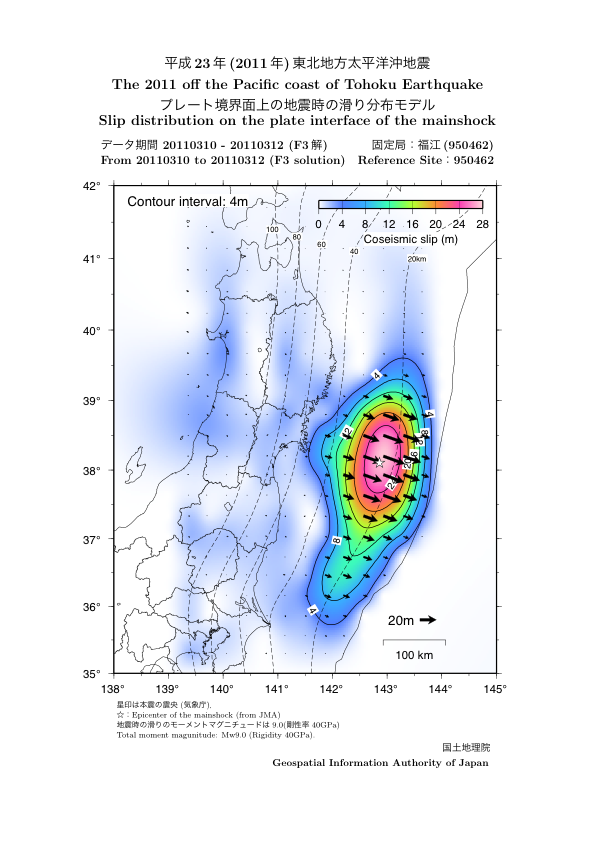 平成 23 年 (2011 年) 東北地方太平洋沖地震
The 2011 off the Pacific coast of Tohoku Earthquake
プレート境界面上の地震時の滑り分布モデル
Slip distribution on the plate interface of the mainshock
データ期間 20110310 - 20110312 (F3 解) 固定局：福江 (950462)
From 20110310 to 20110312 (F3 solution) Reference Site：950462
42°
Contour interval: 4m
0 4 8 12 16 20 24 28
Coseismic slip (m)
100 80 60 40 20km
41°
40°
39°
4
4
12
8
38°
24
37°
8
36°
4
20m
100 km
35°
138° 139° 140° 141° 142° 143° 144° 145°
星印は本震の震央 (気象庁).
☆：Epicenter of the mainshock (from JMA)
地震時の滑りのモーメントマグニチュードは 9.0(剛性率 40GPa)
Total moment magunitude: Mw9.0 (Rigidity 40GPa).
国土地理院
Geospatial Information Authority of Japan